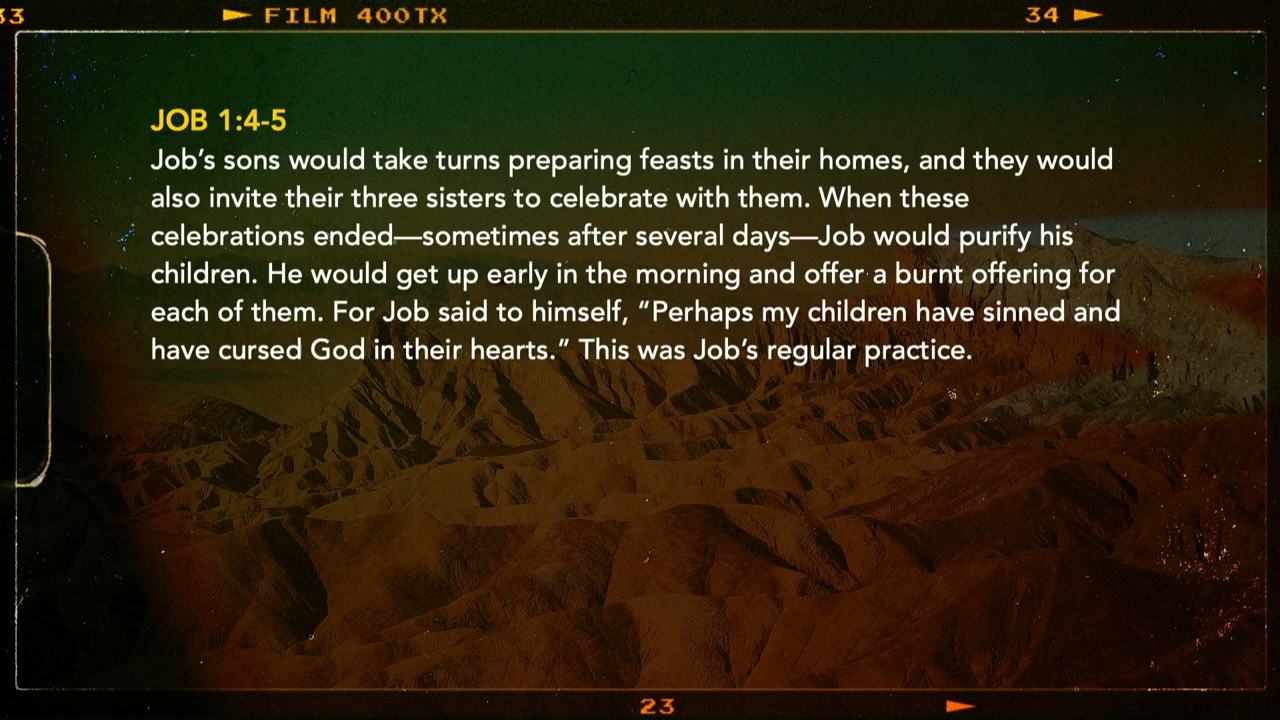 33 FILM 400TX 34
JOB 1:4-5
Job’s sons would take turns preparing feasts in their homes, and they would
also invite their three sisters to celebrate with them. When these
celebrations ended—sometimes after several days—Job would purify his
children. He would get up early in the morning and offer a burnt offering for
each of them. For Job said to himself, “Perhaps my children have sinned and
have cursed God in their hearts.” This was Job’s regular practice.
23